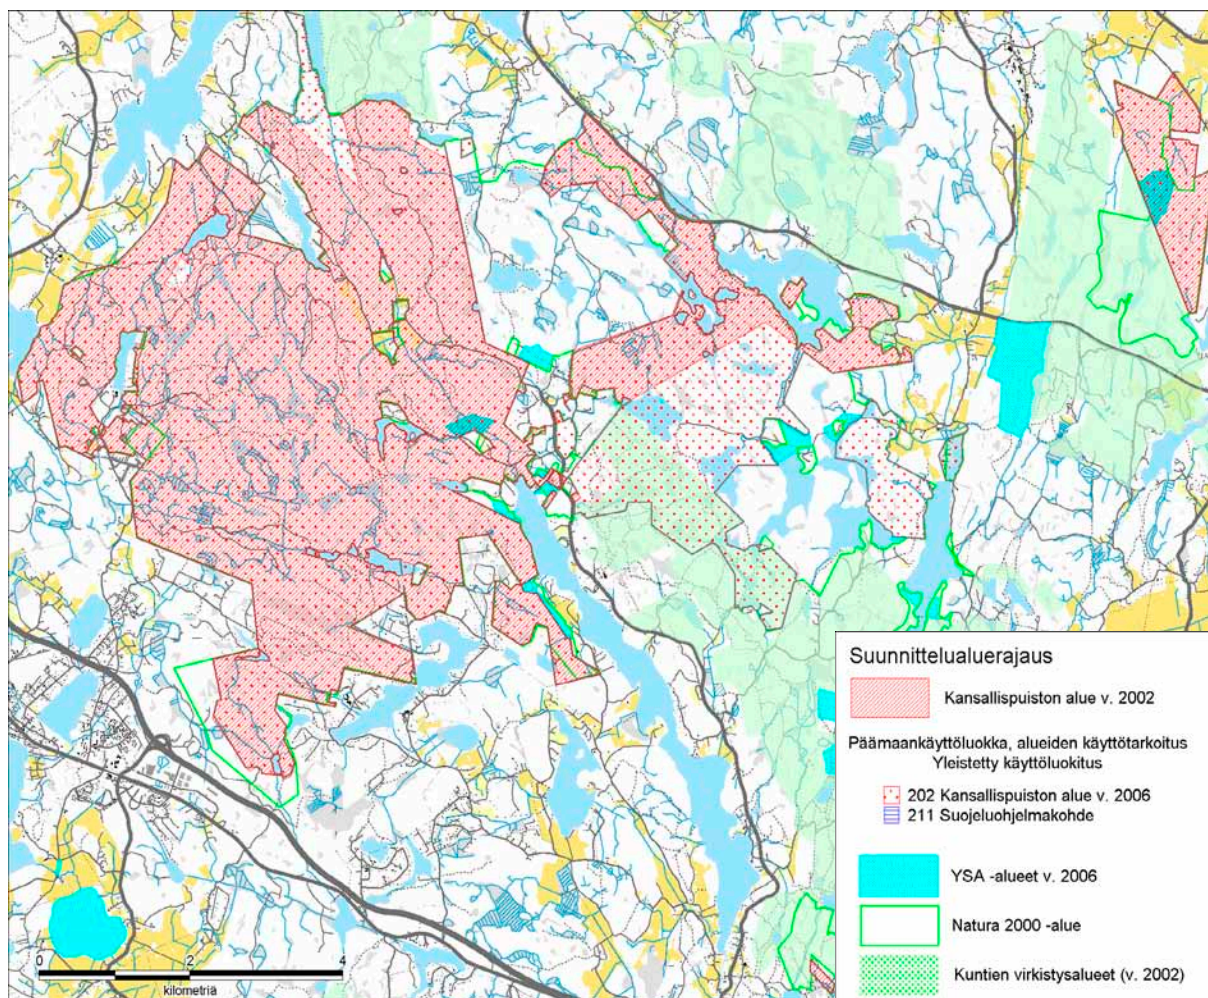 Suunnittelualuerajaus
Kansallispuiston alue v. 2002
Päämaankäyttöluokka, alueiden käyttötarkoitus
Yleistetty käyttöluokitus
202 Kansallispuiston alue v. 2006
211 Suojeluohjelmakohde
YSA -alueet v. 2006
Natura 2000 -alue
Kuntien virkistysalueet (v. 2002)
0 2 4
kilometriä